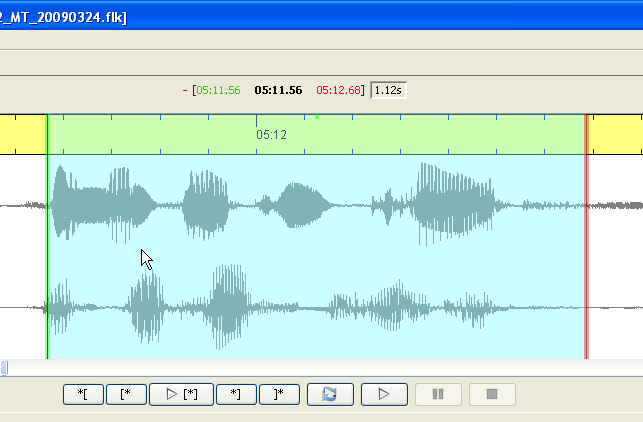 2_MT_20090324.flk]
- [05:11.56 05:11.56 05:12.68] 1.12s
05:12
*[ [* [*] *] ]*